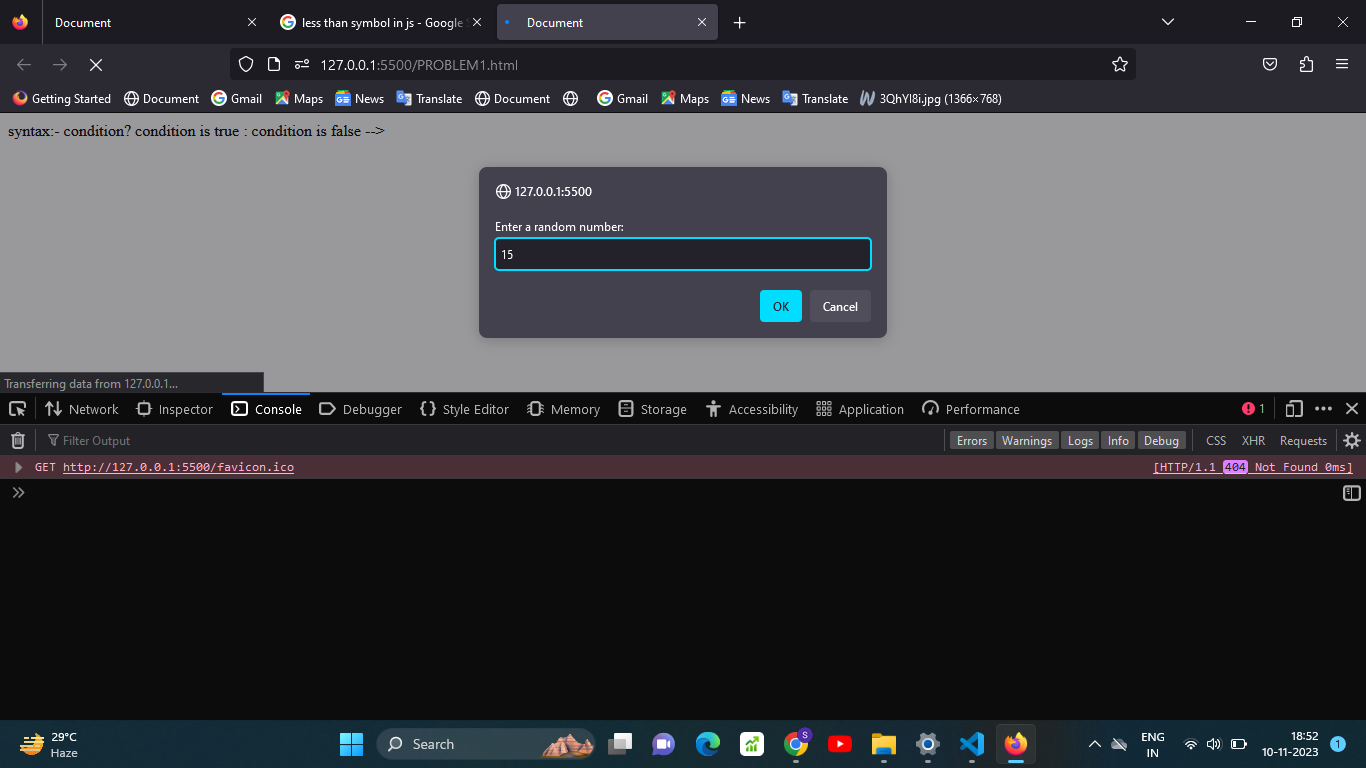 Document
less than symbol in js - Google S
Document
127.0.0.1:5500/PROBLEM1.html
Getting Started Document Gmail Maps News Translate Document Gmail Maps News Translate 3QhYl8i.jpg (1366×768)
syntax:- condition? condition is true : condition is false -->
127.0.0.1:5500
Enter a random number:
15
OK Cancel
Transferring data from 127.0.0.1...
Network Inspector Console Debugger Style Editor Memory Storage Accessibility Application Performance 1
Filter Output Errors Warnings Logs Info Debug CSS XHR Requests
GET http://127.0.0.1:5500/favicon.ico [HTTP/1.1 404 Not Found 0ms]
29°C
Haze
Search
S
ENG
IN
18:52
10-11-2023
1